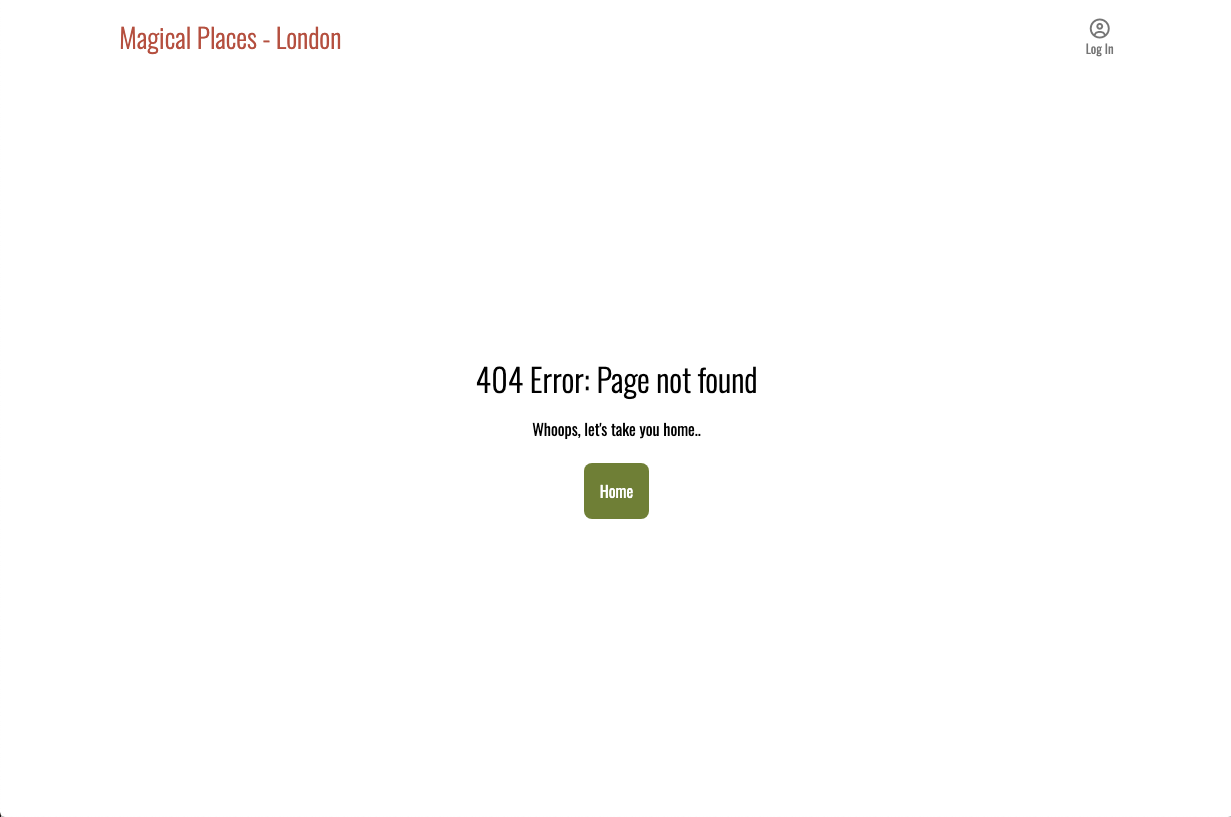 Magical Places - London
Log In
404 Error: Page not found
Whoops, let's take you home..
Home